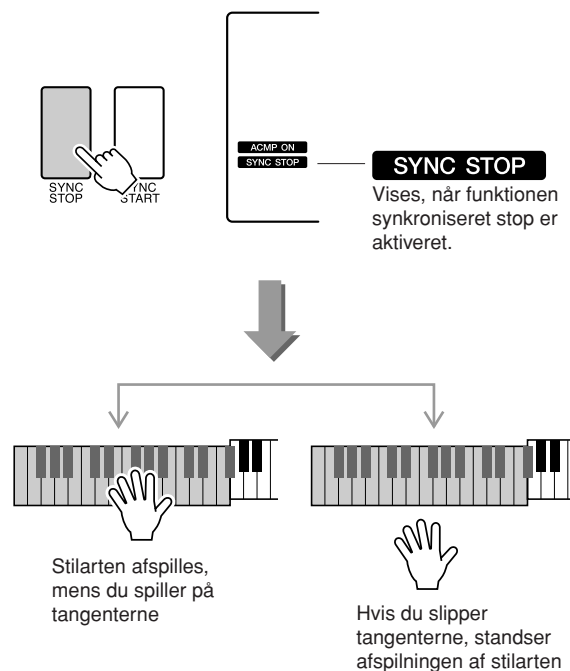 ACMP ON
SYNC STOP
SYNC STOP
SYNC
STOP
START
Vises, når funktionen
synkroniseret stop er
aktiveret.
Stilarten afspilles,
mens du spiller på
tangenterne
Hvis du slipper
tangenterne, standser
afspilningen af stilarten